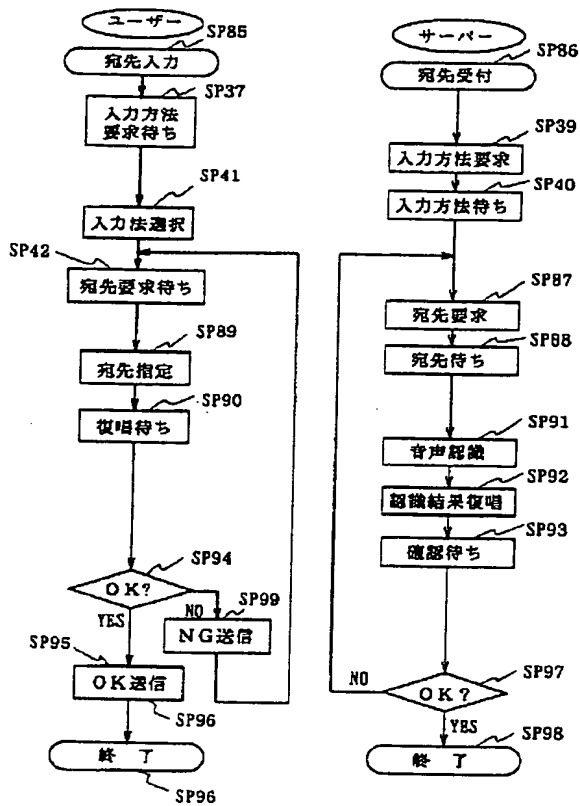 ユーザー
SP85
宛先入力
SP37
入力方法
要求待ち
SP41
入力法選択
SP42
宛先要求待ち
SP89
宛先指定
SP90
復唱待ち
SP94
OK?
NO
SP99
YES
NG送信
SP95
OK送信
SP96
終了
SP96
サーバー
SP86
宛先受付
SP39
入力方法要求
SP40
入力方法待ち
SP87
宛先要求
SP88
宛先待ち
SP91
音声認識
SP92
認識結果復唱
SP93
確認待ち
SP97
NO
OK?
YES
SP98
終了